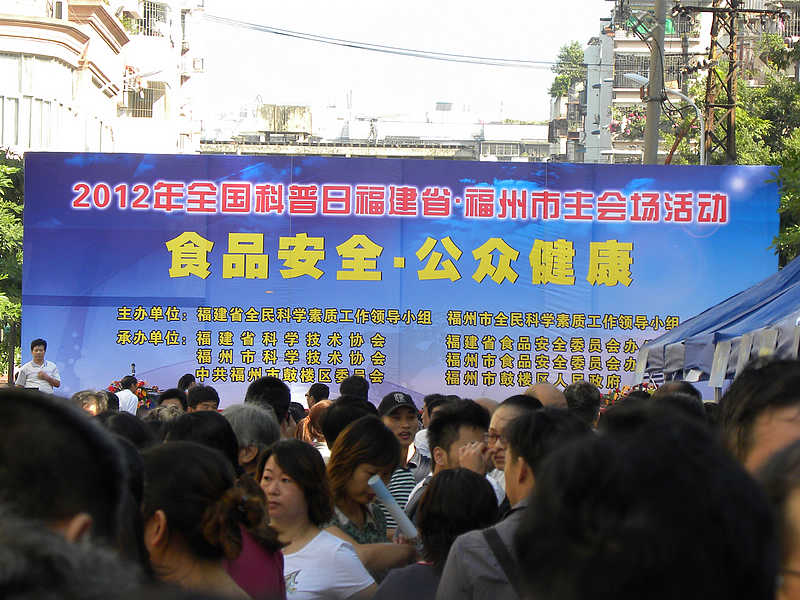 2012年全国科普日福建省·福州市主会场活动
食品安全·公众健康
主办单位：福建省全民科学素质工作领导小组 福州市全民科学素质工作领导小组
承办单位：福建省科学技术协会 福建省食品安全委员会办
福州市科学技术协会 福州市食品安全委员会办
中共福州市鼓楼区委员会 福州市鼓楼区人民政府